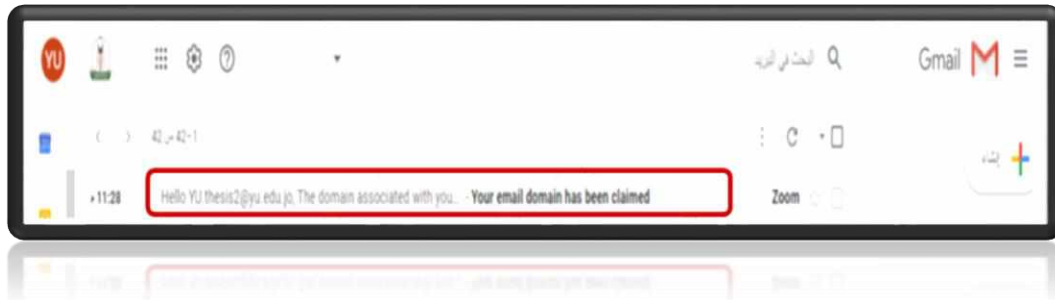 Gmail البحث في البريد YU
1-42 من 42
إنشاء
Zoom Your email domain has been claimed - Hello YU.thesis2@yu.edu.jo, The domain associated with you... 11:28 م